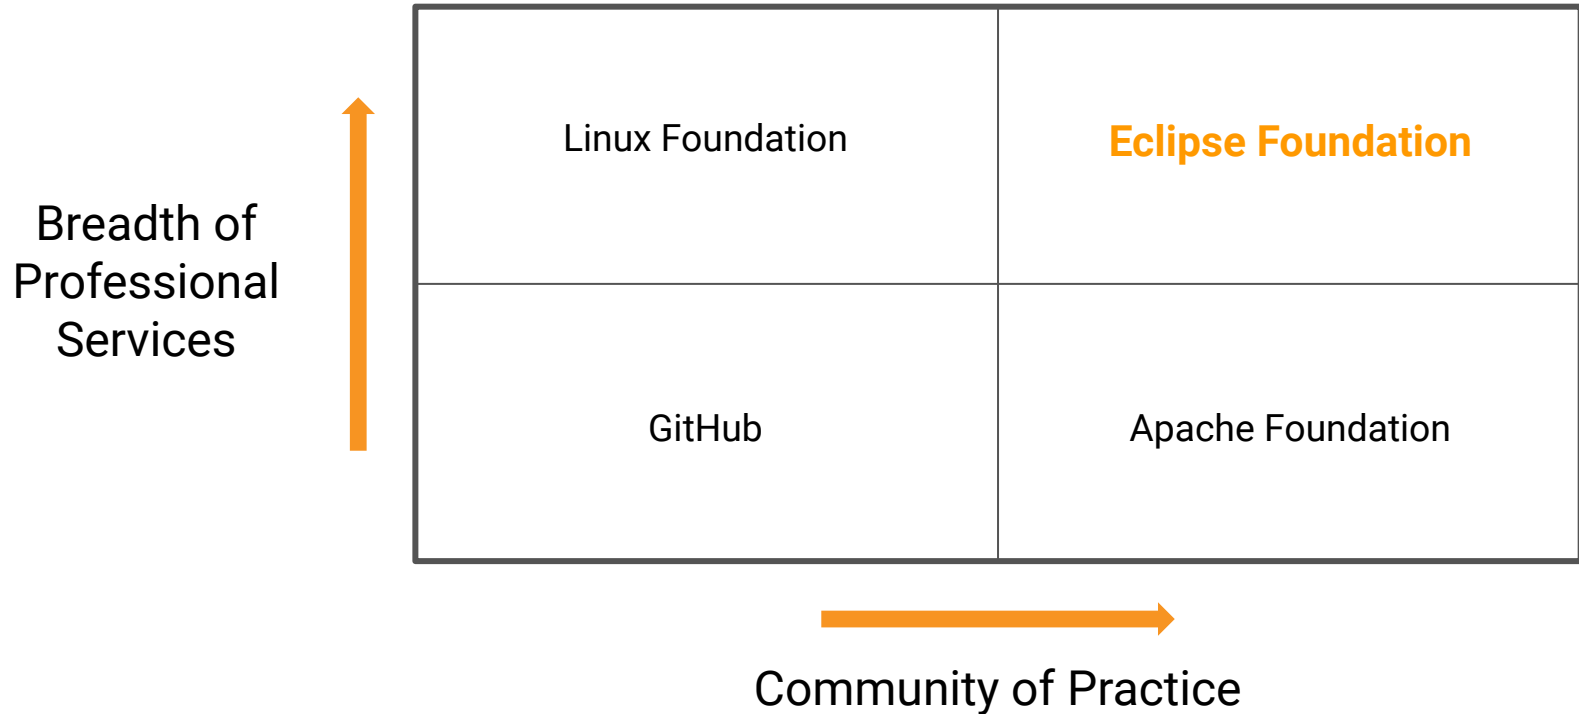 Linux Foundation
Eclipse Foundation
Breadth of
Professional
Services
GitHub
Apache Foundation
Community of Practice